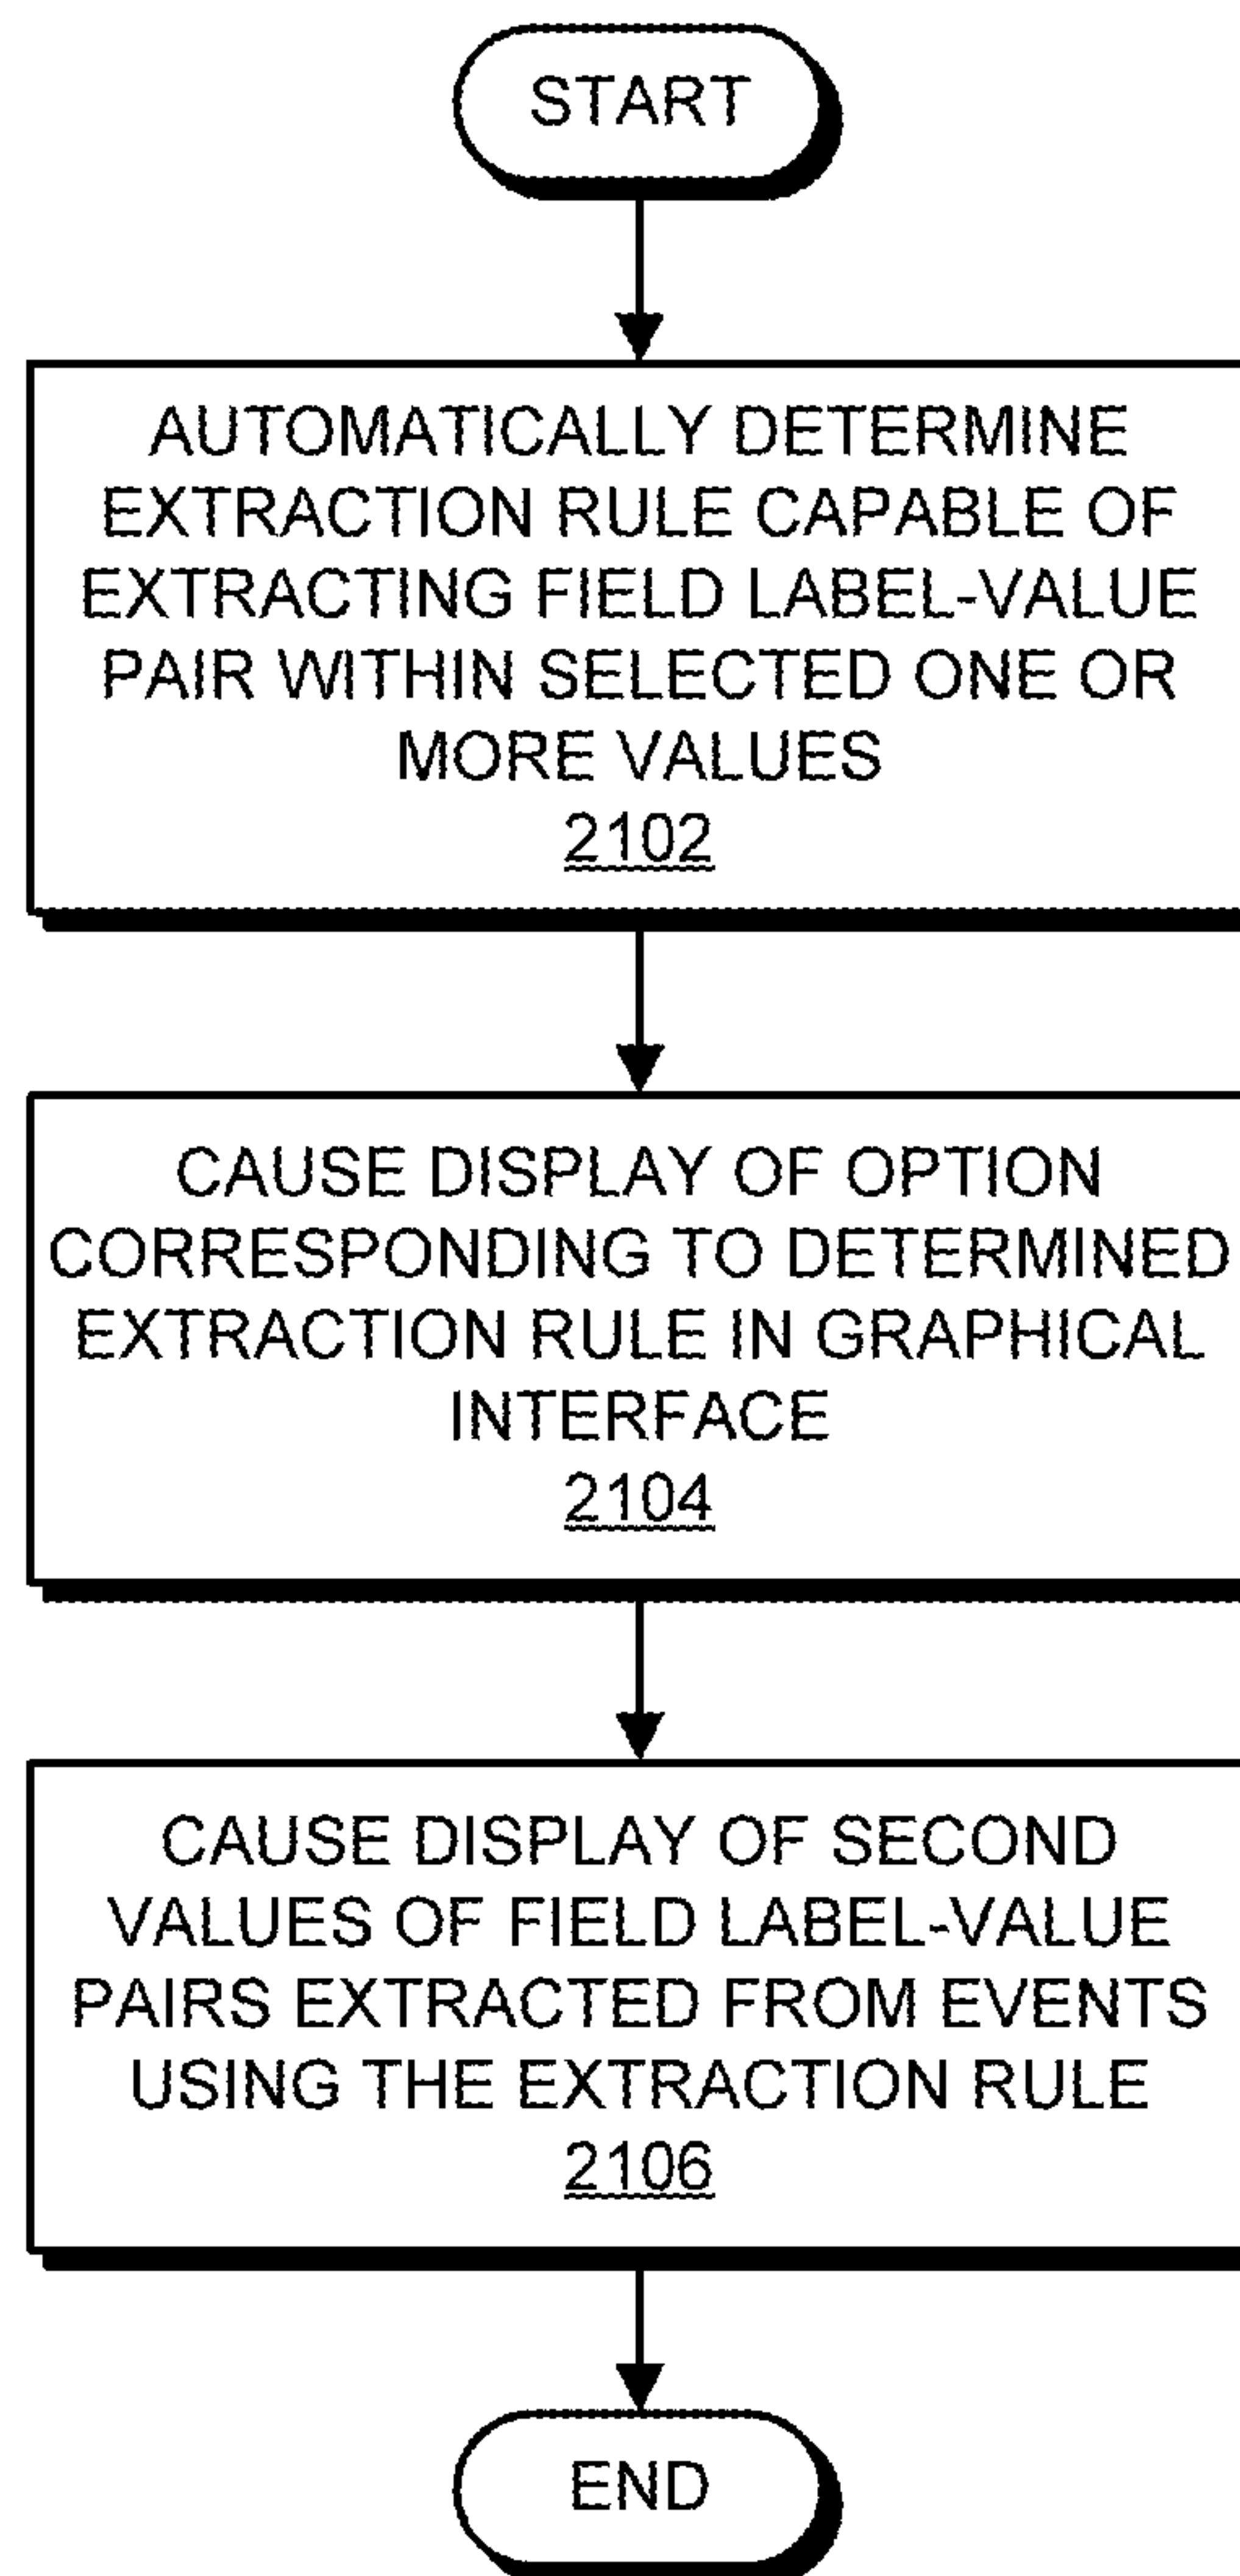 START
AUTOMATICALLY DETERMINE
EXTRACTION RULE CAPABLE OF
EXTRACTING FIELD LABEL-VALUE
PAIR WITHIN SELECTED ONE OR
MORE VALUES
2102
CAUSE DISPLAY OF OPTION
CORRESPONDING TO DETERMINED
EXTRACTION RULE IN GRAPHICAL
INTERFACE
2104
CAUSE DISPLAY OF SECOND
VALUES OF FIELD LABEL-VALUE
PAIRS EXTRACTED FROM EVENTS
USING THE EXTRACTION RULE
2106
END